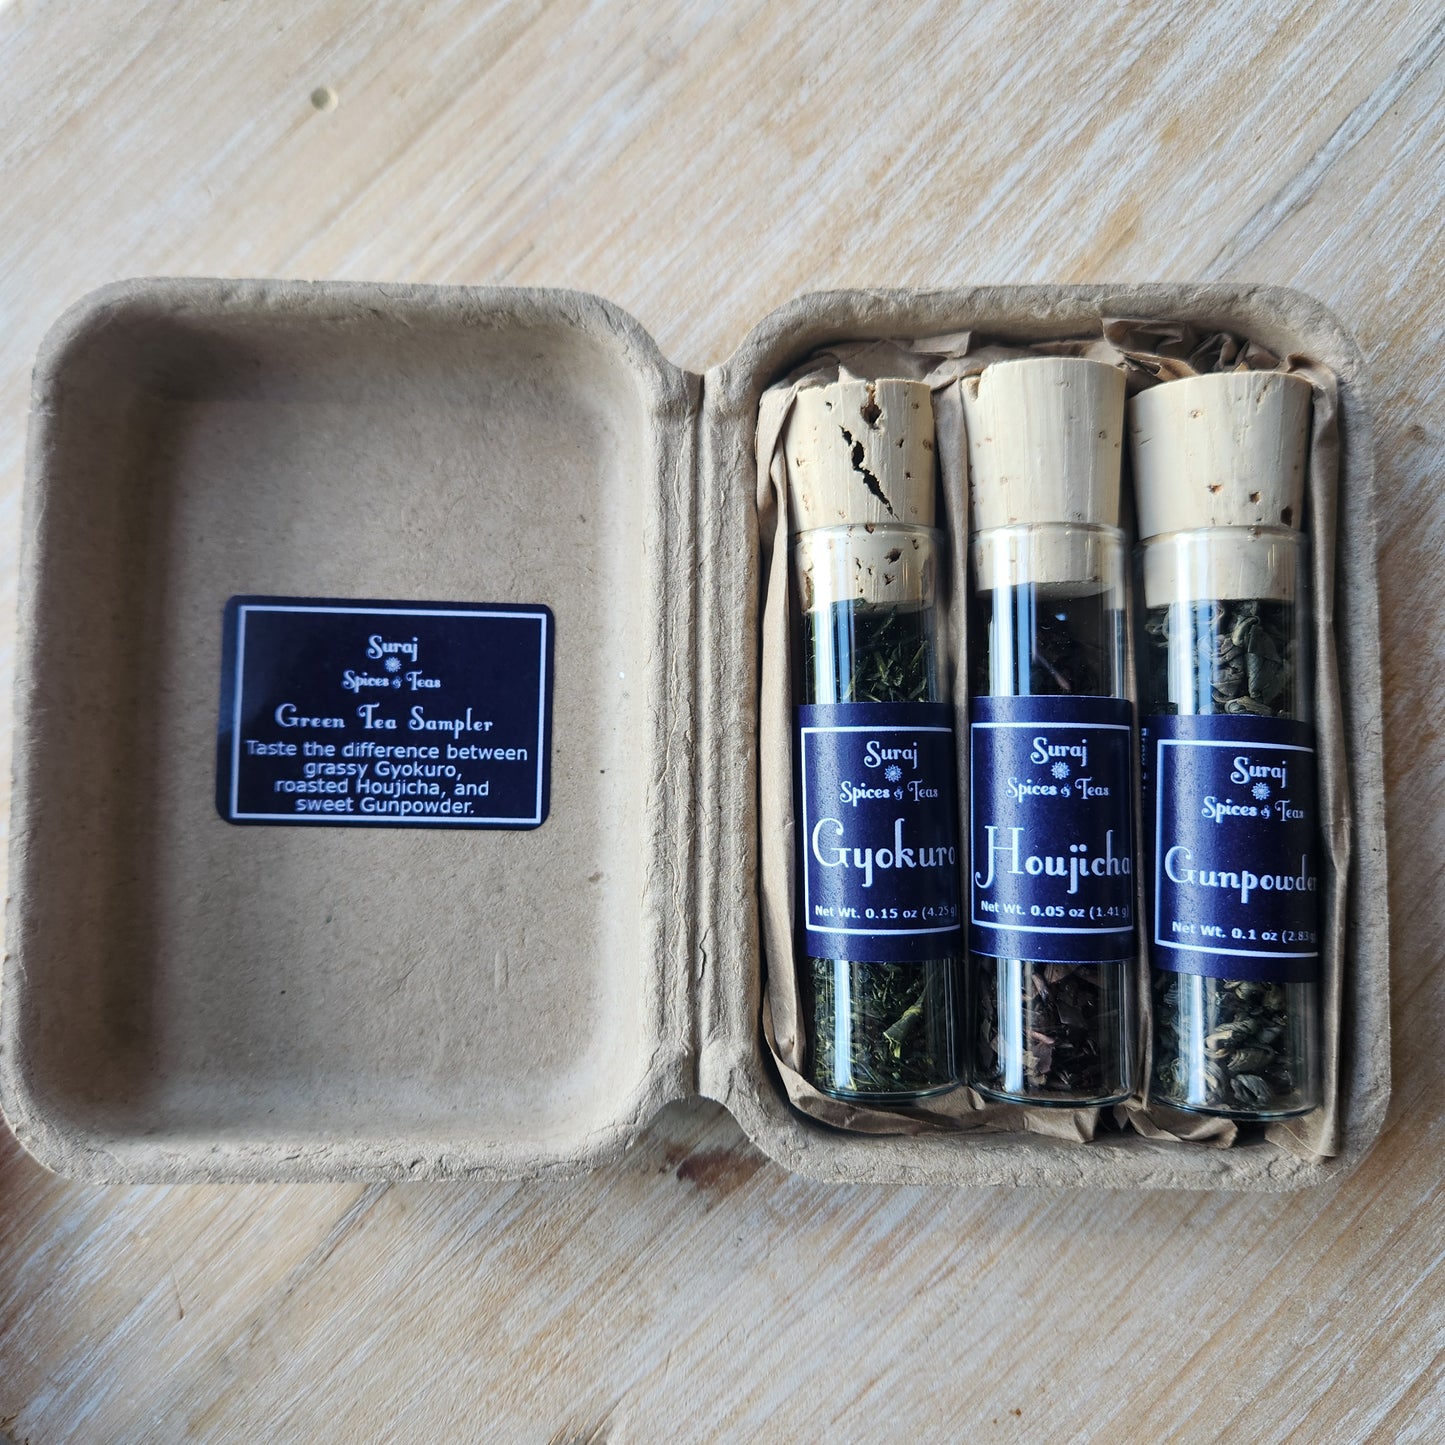 Suraj
Spices & Teas
Green Tea Sampler
Taste the difference between
grassy Gyokuro,
roasted Houjicha, and
sweet Gunpowder.
Suraj
Spices & Teas
Gyokuro
Net Wt. 0.15 oz (4.25 g)
Suraj
Spices & Teas
Houjicha
Net Wt. 0.05 oz (1.41 g)
Suraj
Spices & Teas
Gunpowder
Net Wt. 0.1 oz (2.83 g)